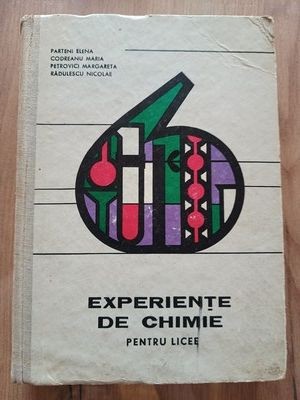 PARTENI ELENA
CODREANU MARIA
PETROVICI MARGARETA
RĂDULESCU NICOLAE
EXPERIENȚE
DE CHIMIE
PENTRU LICEE